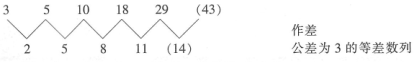 3 5 10 18 29 (43)
作差
2 5 8 11 (14)
公差为 3 的等差数列